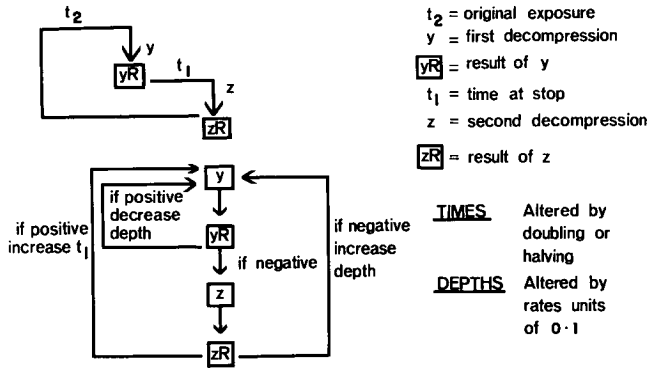 t2
y
yR
t1
z
zR
t2 = original exposure
y = first decompression
yR = result of y
t1 = time at stop
z = second decompression
zR = result of z
y
if positive
decrease
depth
if positive
increase t1
yR
if negative
z
zR
if negative
increase
depth
TIMES Altered by
doubling or
halving
DEPTHS Altered by
rates units
of 0·1